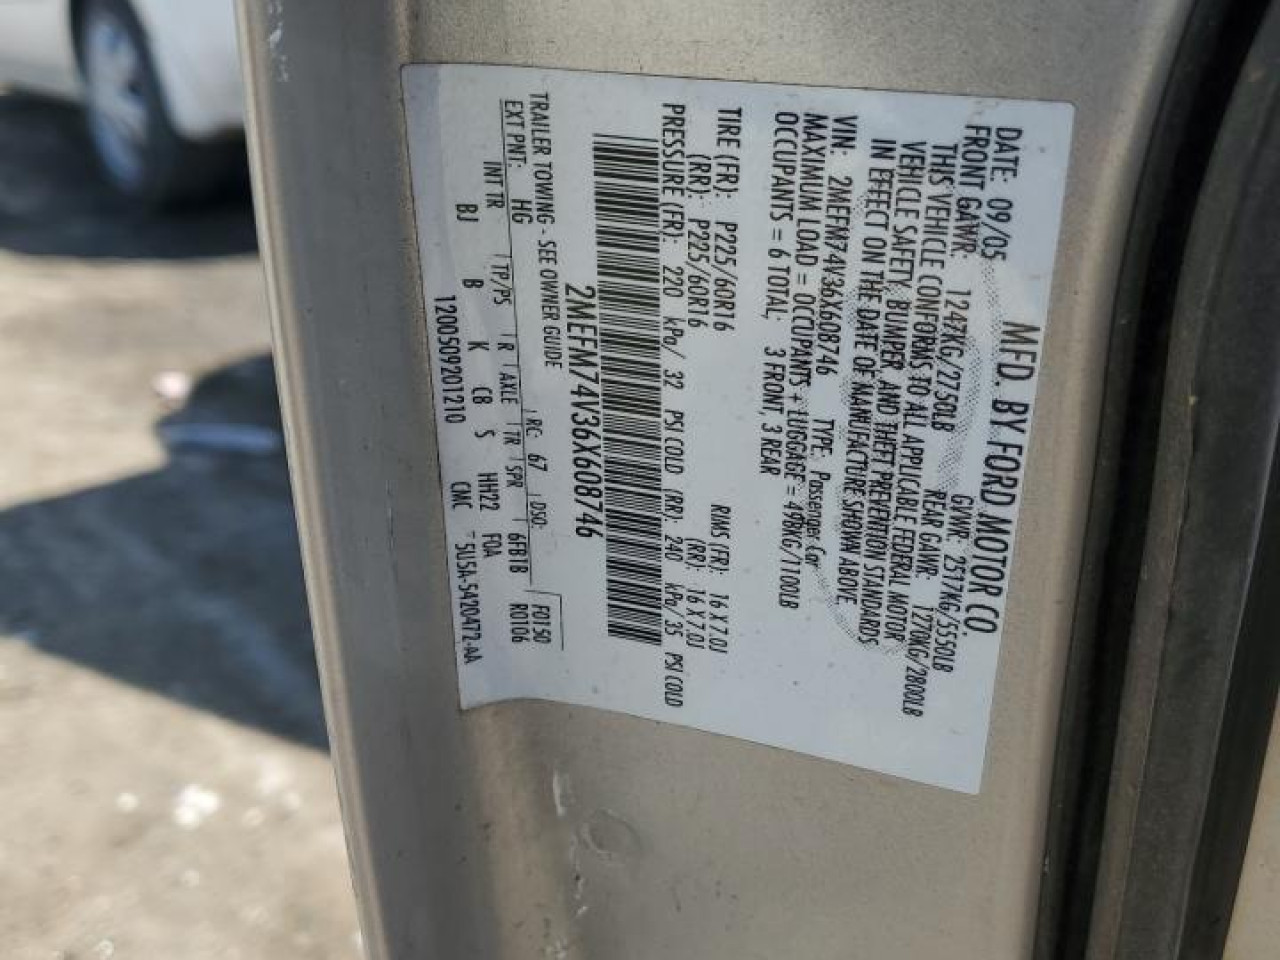 MFD. BY FORD MOTOR CO.
DATE: 09/05 GVWR: 2517KG/5550LB
FRONT GAWR: 1247KG/2750LB REAR GAWR: 1270KG/2800LB
THIS VEHICLE CONFORMS TO ALL APPLICABLE FEDERAL MOTOR
VEHICLE SAFETY, BUMPER, AND THEFT PREVENTION STANDARDS
IN EFFECT ON THE DATE OF MANUFACTURE SHOWN ABOVE
VIN: 2MEFM74V36X608746 TYPE: Passenger Car
MAXIMUM LOAD = OCCUPANTS + LUGGAGE = 498KG/1100LB
OCCUPANTS = 6 TOTAL; 3 FRONT, 3 REAR
TIRE (FR): P225/60R16 RIMS (FR): 16 X 7.0J
(RR): P225/60R16 (RR): 16 X 7.0J
PRESSURE (FR): 220 kPa/ 32 PSI COLD (RR): 240 kPa/ 35 PSI COLD
2MEFM74V36X608746
TRAILER TOWING - SEE OWNER GUIDE
F0150
R0106
EXT PNT: HG RC: 67 DSO:
INT TR TP/PS R AXLE TR SPR 6FB1B
BJ B K C8 S HH22 FOA
12005092012​10 CMC 5U5A-5420472-AA